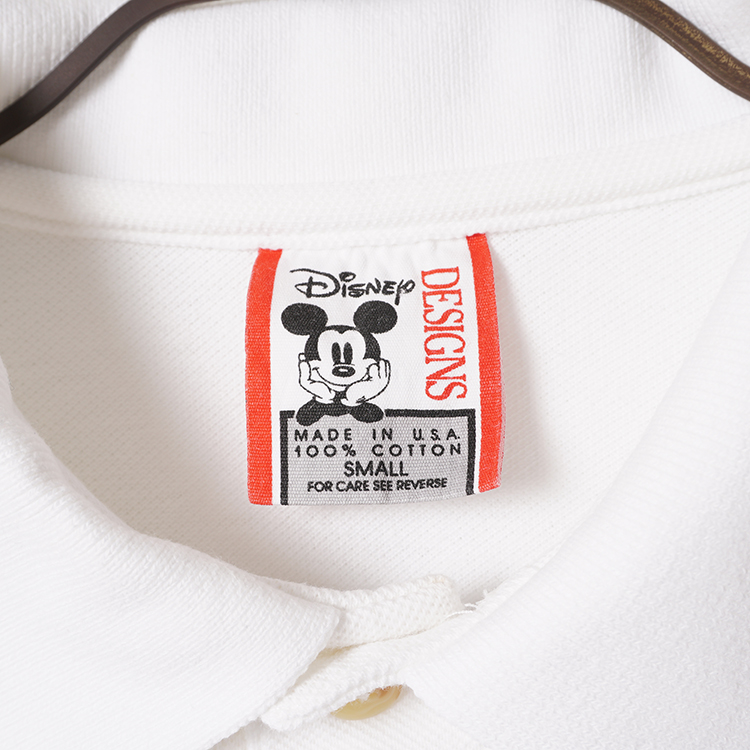 Disney
DESIGNS
MADE IN U.S.A.
100% COTTON
SMALL
FOR CARE SEE REVERSE